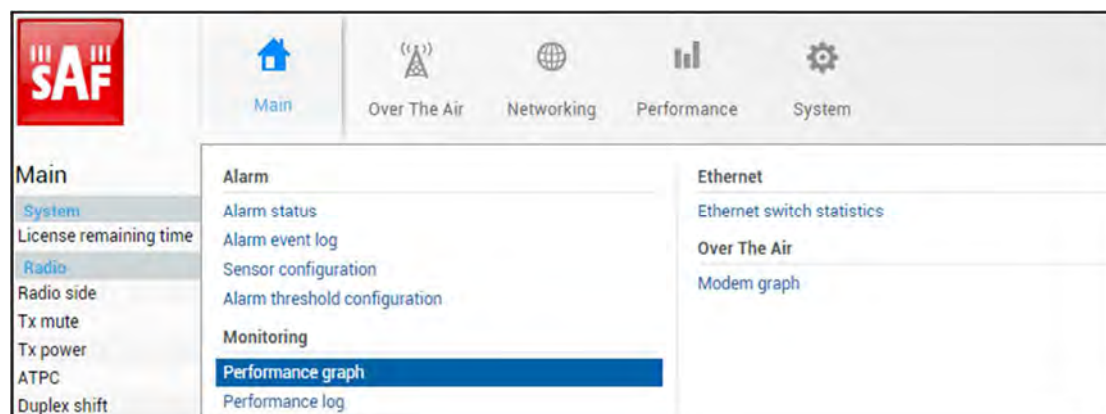 SAF
Main
Over The Air
Networking
Performance
System
Main
System
License remaining time
Radio
Radio side
Tx mute
Tx power
ATPC
Duplex shift
Alarm
Alarm status
Alarm event log
Sensor configuration
Alarm threshold configuration
Monitoring
Performance graph
Performance log
Ethernet
Ethernet switch statistics
Over The Air
Modem graph